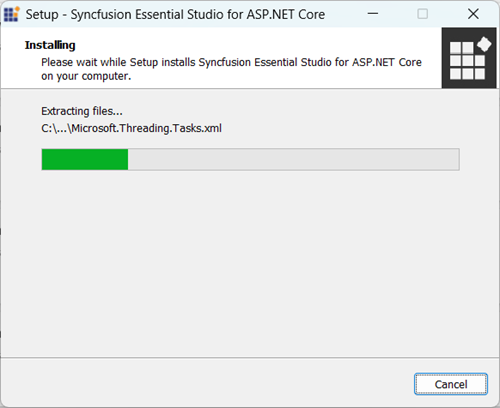 Setup - Syncfusion Essential Studio for ASP.NET Core
Installing
Please wait while Setup installs Syncfusion Essential Studio for ASP.NET Core
on your computer.
Extracting files...
C:\...\Microsoft.Threading.Tasks.xml
Cancel